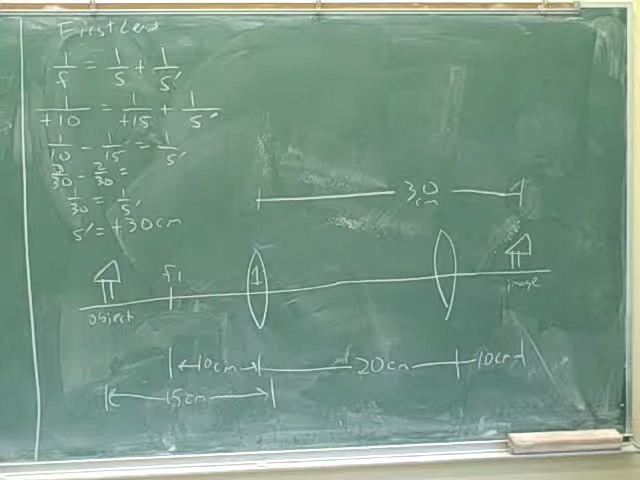 First Lens
1/f = 1/s + 1/s'
1/+10 = 1/+15 + 1/s'
1/10 - 1/15 = 1/s'
3/30 - 2/30 =
1/30 = 1/s'
s' = +30cm
30
cm
f1
1
object
image
10cm
20cm
10cm
15cm